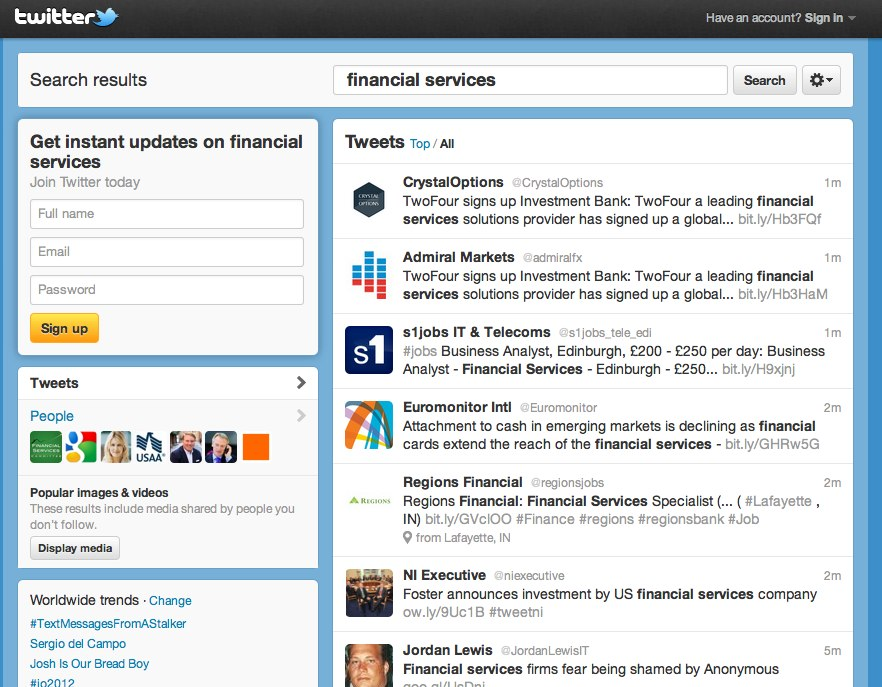 twitter
Have an account? Sign in
Search results
financial services
Search
Get instant updates on financial
services
Join Twitter today
Full name
Email
Password
Sign up
Tweets
People
FINANCIAL
SERVICES
USAA
Popular images & videos
These results include media shared by people you
don't follow.
Display media
Worldwide trends · Change
#TextMessagesFromAStalker
Sergio del Campo
Josh Is Our Bread Boy
#io2012
Tweets Top / All
CRYSTAL
OPTIONS
CrystalOptions @CrystalOptions 1m
TwoFour signs up Investment Bank: TwoFour a leading financial
services solutions provider has signed up a global... bit.ly/Hb3FQf
Admiral Markets @admiralfx 1m
TwoFour signs up Investment Bank: TwoFour a leading financial
services solutions provider has signed up a global... bit.ly/Hb3HaM
s1
s1jobs IT & Telecoms @s1jobs_tele_edi 1m
#jobs Business Analyst, Edinburgh, £200 - £250 per day: Business
Analyst - Financial Services - Edinburgh - £250... bit.ly/H9xjnj
Euromonitor Intl @Euromonitor 2m
Attachment to cash in emerging markets is declining as financial
cards extend the reach of the financial services - bit.ly/GHRw5G
REGIONS
Regions Financial @regionsjobs 2m
Regions Financial: Financial Services Specialist (... ( #Lafayette ,
IN) bit.ly/GVclOO #Finance #regions #regionsbank #Job
from Lafayette, IN
NI Executive @niexecutive 2m
Foster announces investment by US financial services company
ow.ly/9Uc1B #tweetni
Jordan Lewis @JordanLewisIT 5m
Financial services firms fear being shamed by Anonymous